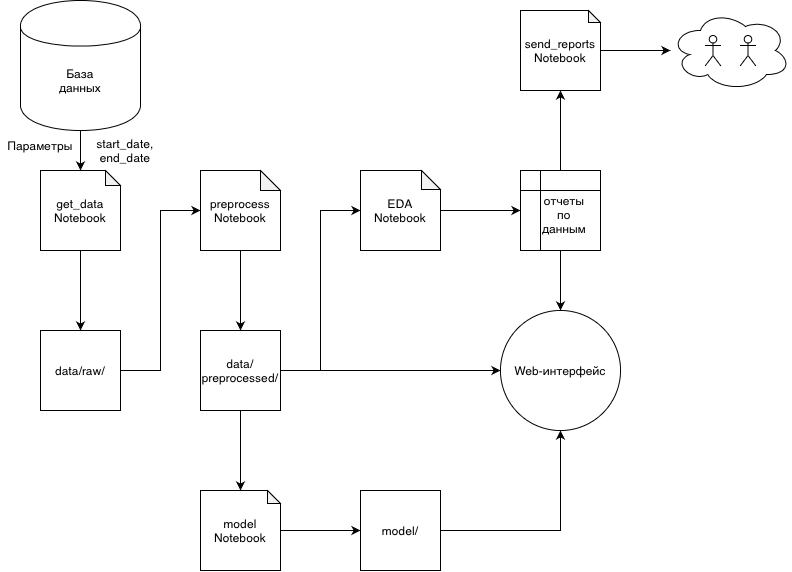 База
данных
Параметры
start_date,
end_date
get_data
Notebook
data/raw/
preprocess
Notebook
data/
preprocessed/
model
Notebook
model/
EDA
Notebook
отчеты
по
данным
send_reports
Notebook
Web-интерфейс